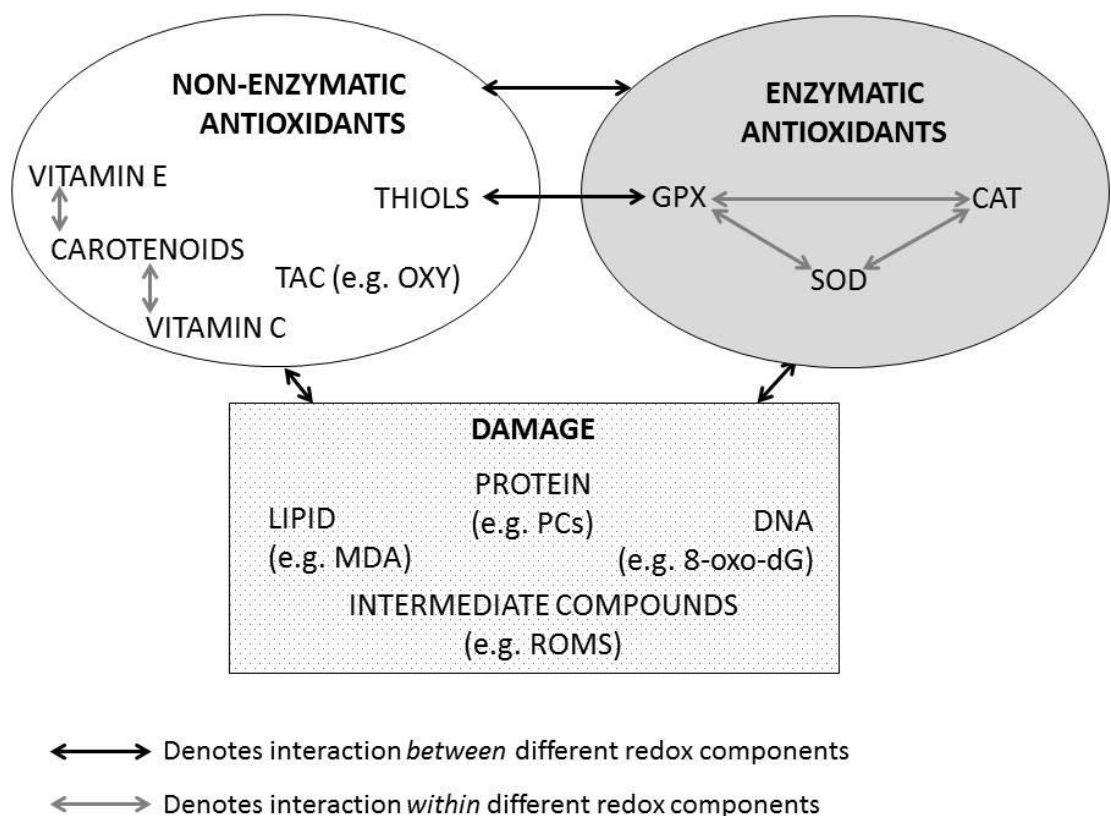 NON-ENZYMATIC
ANTIOXIDANTS
VITAMIN E
CAROTENOIDS
VITAMIN C
THIOLS
TAC (e.g. OXY)
ENZYMATIC
ANTIOXIDANTS
GPX
CAT
SOD
DAMAGE
PROTEIN
(e.g. PCs)
LIPID
(e.g. MDA)
DNA
(e.g. 8-oxo-dG)
INTERMEDIATE COMPOUNDS
(e.g. ROMS)
Denotes interaction between different redox components
Denotes interaction within different redox components